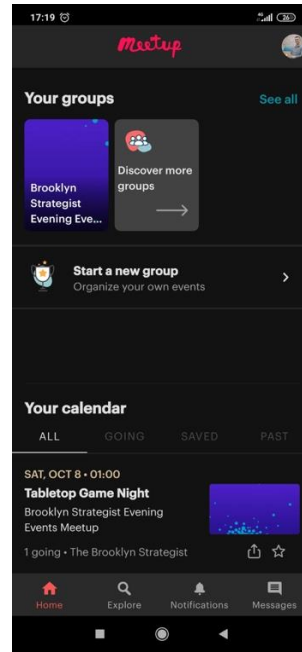 17:19
26
Meetup
Your groups
See all
Brooklyn
Strategist
Evening Eve...
Discover more
groups
Start a new group
Organize your own events
Your calendar
ALL GOING SAVED PAST
SAT, OCT 8 • 01:00
Tabletop Game Night
Brooklyn Strategist Evening
Events Meetup
1 going • The Brooklyn Strategist
Home Explore Notifications Messages